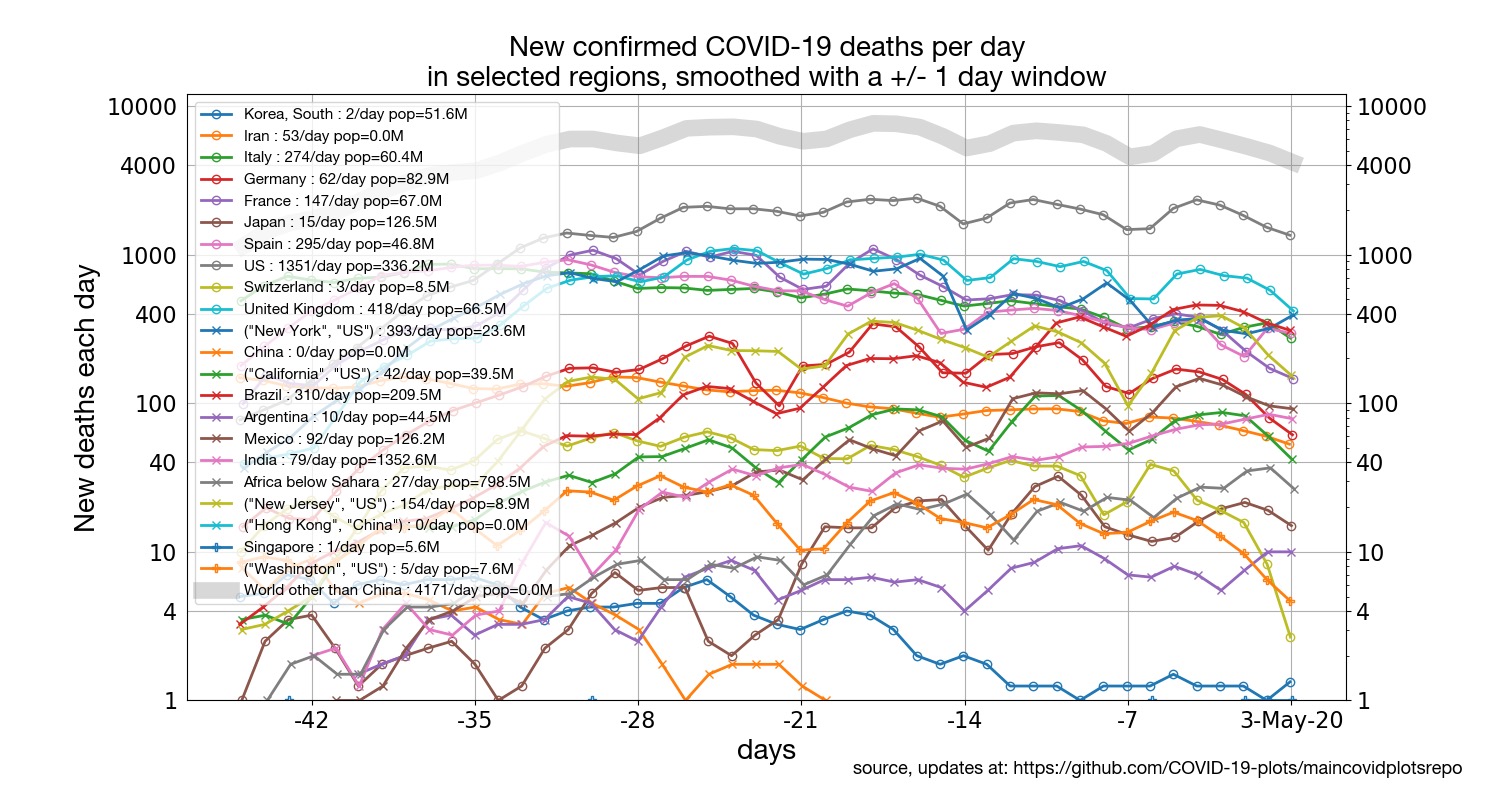 New confirmed COVID-19 deaths per day
in selected regions, smoothed with a +/- 1 day window
New deaths each day
10000
4000
1000
400
100
40
10
4
1
Korea, South : 2/day pop=51.6M
Iran : 53/day pop=0.0M
Italy : 274/day pop=60.4M
Germany : 62/day pop=82.9M
France : 147/day pop=67.0M
Japan : 15/day pop=126.5M
Spain : 295/day pop=46.8M
US : 1351/day pop=336.2M
Switzerland : 3/day pop=8.5M
United Kingdom : 418/day pop=66.5M
("New York", "US") : 393/day pop=23.6M
China : 0/day pop=0.0M
("California", "US") : 42/day pop=39.5M
Brazil : 310/day pop=209.5M
Argentina : 10/day pop=44.5M
Mexico : 92/day pop=126.2M
India : 79/day pop=1352.6M
Africa below Sahara : 27/day pop=798.5M
("New Jersey", "US") : 154/day pop=8.9M
("Hong Kong", "China") : 0/day pop=0.0M
Singapore : 1/day pop=5.6M
("Washington", "US") : 5/day pop=7.6M
World other than China : 4171/day pop=0.0M
10000
4000
1000
400
100
40
10
4
1
-42 -35 -28 -21 -14 -7 3-May-20
days
source, updates at: https://github.com/COVID-19-plots/maincovidplotsrepo